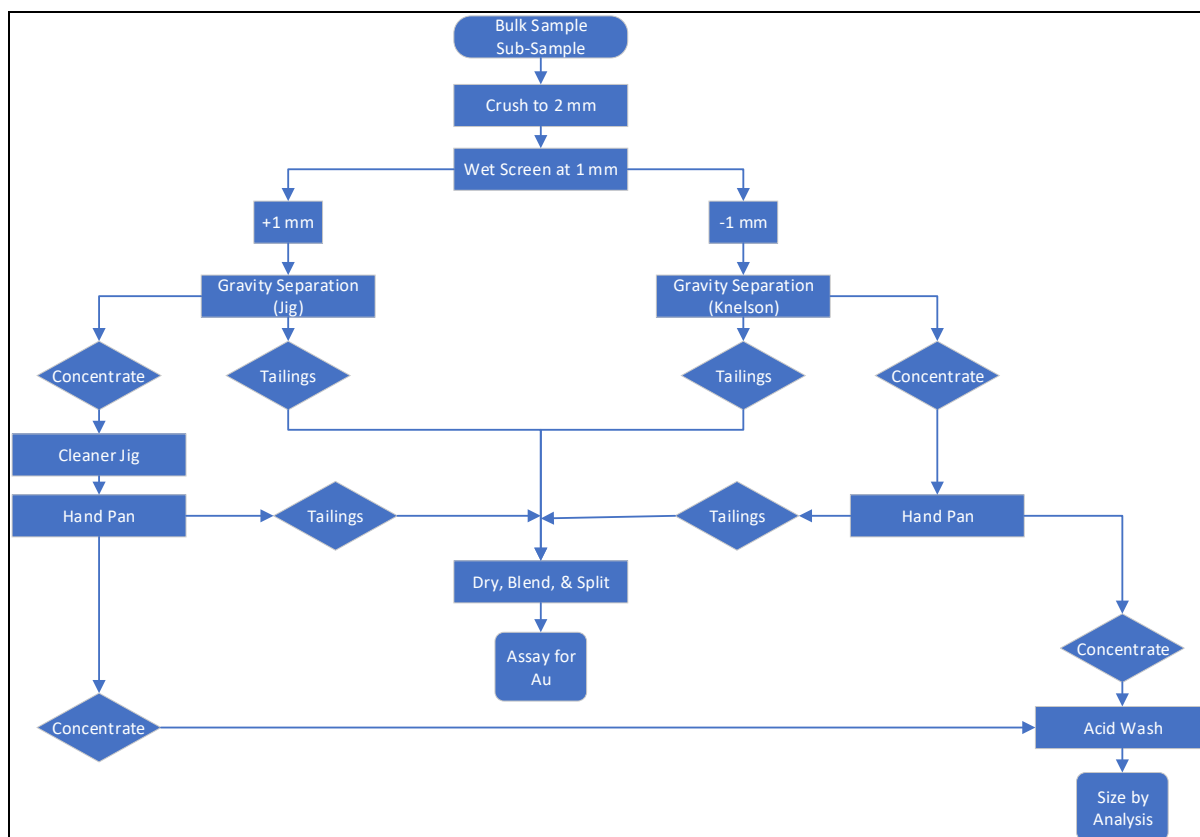 Bulk Sample
Sub-Sample
Crush to 2 mm
Wet Screen at 1 mm
+1 mm
-1 mm
Gravity Separation
(Jig)
Gravity Separation
(Knelson)
Concentrate
Tailings
Tailings
Concentrate
Cleaner Jig
Hand Pan
Tailings
Tailings
Hand Pan
Dry, Blend, & Split
Assay for
Au
Concentrate
Concentrate
Acid Wash
Size by
Analysis